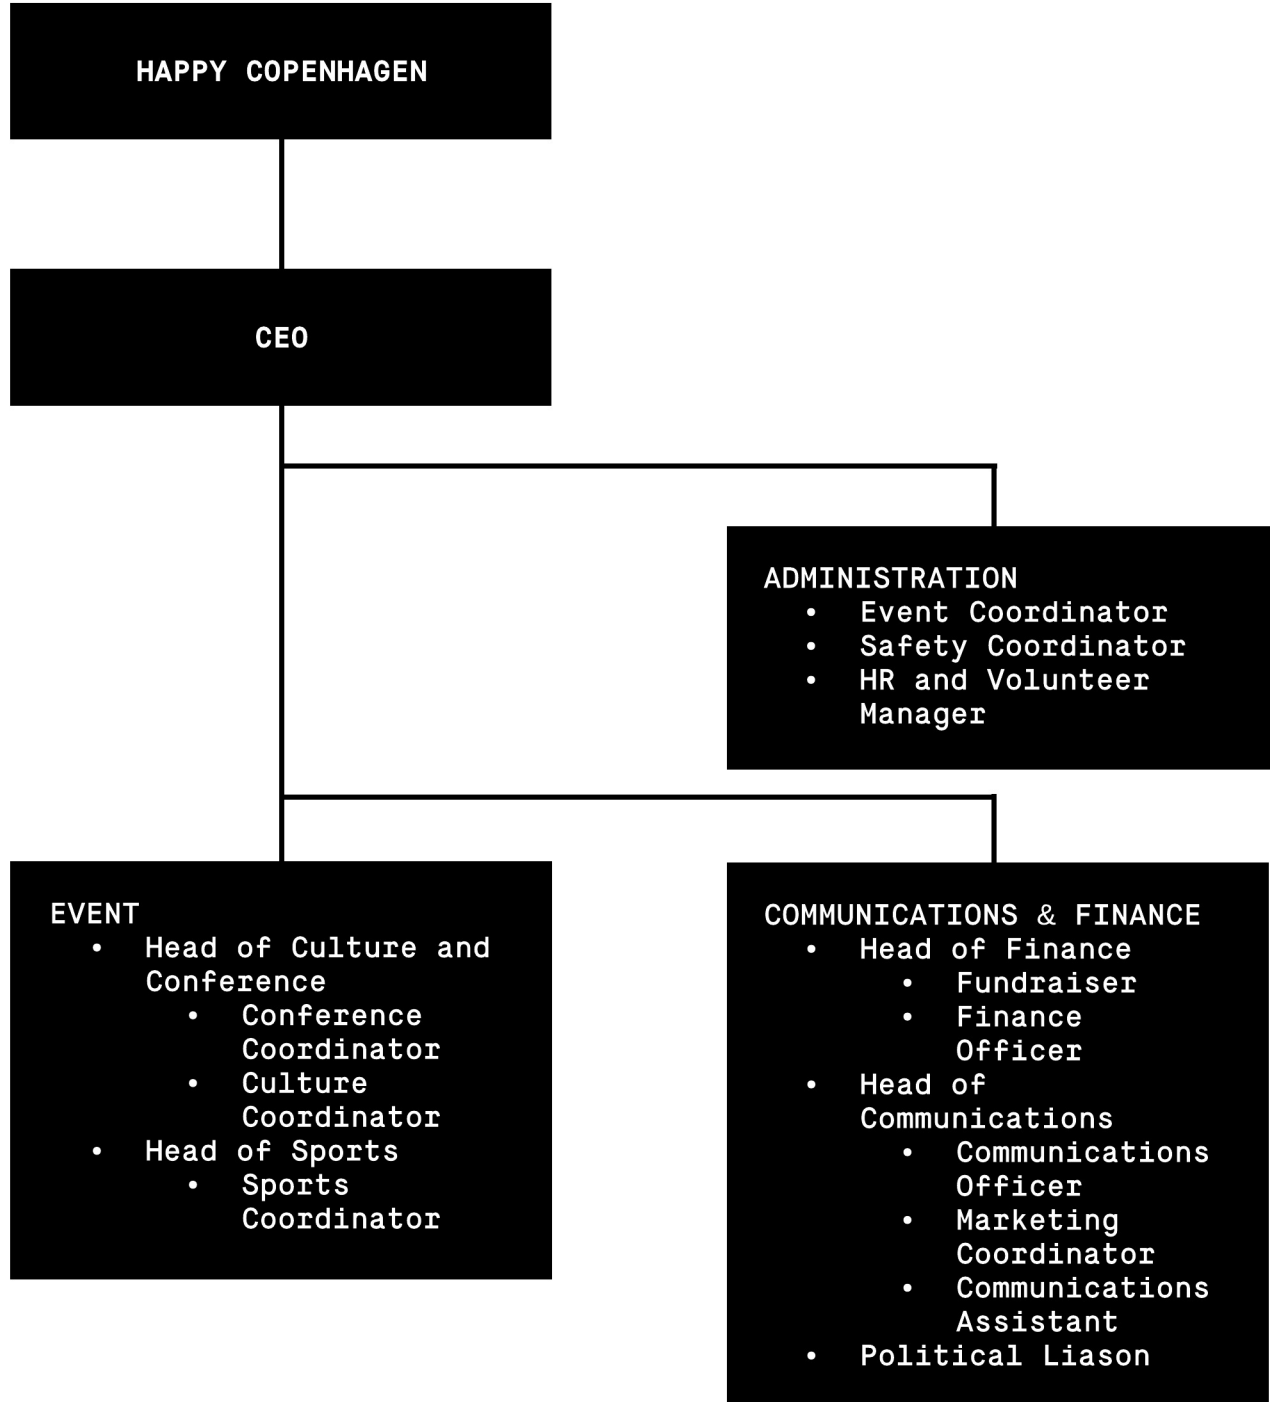 HAPPY COPENHAGEN
CEO
ADMINISTRATION
• Event Coordinator
• Safety Coordinator
• HR and Volunteer
Manager
EVENT
• Head of Culture and
Conference
• Conference
Coordinator
• Culture
Coordinator
• Head of Sports
• Sports
Coordinator
COMMUNICATIONS & FINANCE
• Head of Finance
• Fundraiser
• Finance
Officer
• Head of
Communications
• Communications
Officer
• Marketing
Coordinator
• Communications
Assistant
• Political Liason